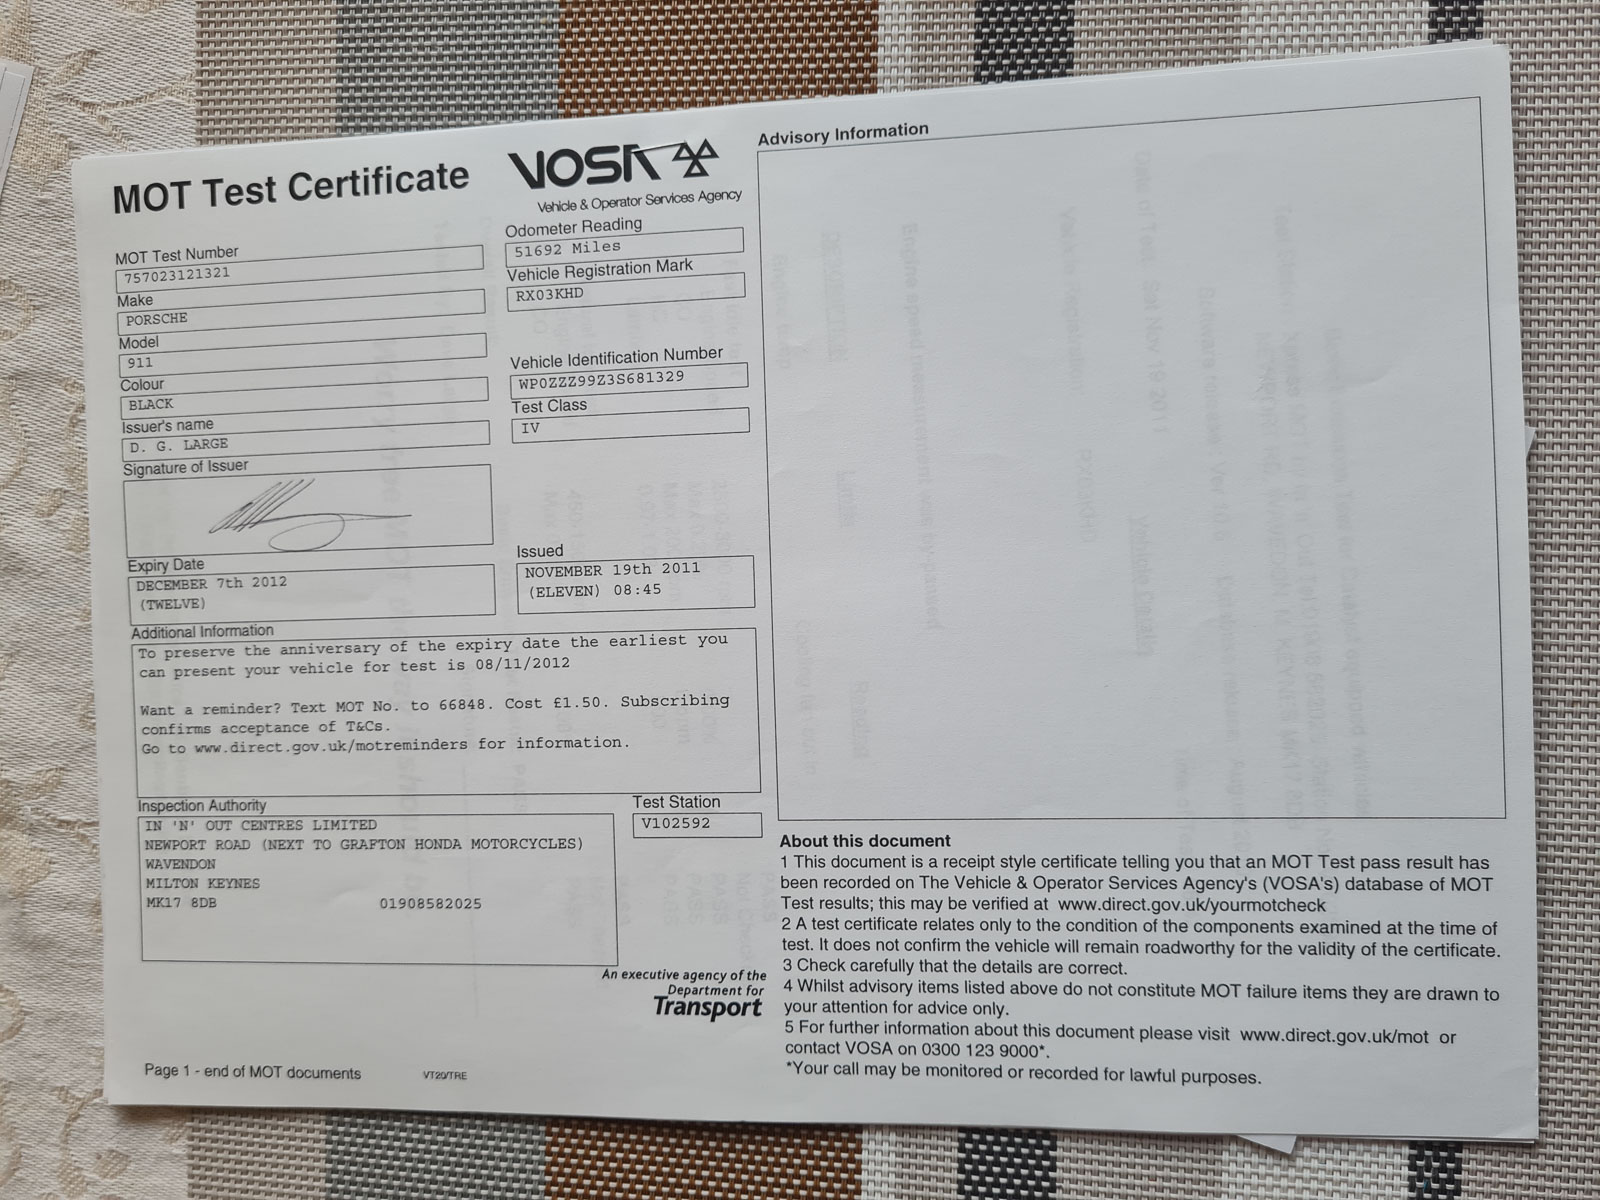 MOT Test Certificate
VOSA
Vehicle & Operator Services Agency
MOT Test Number
757023121321
Make
PORSCHE
Model
911
Colour
BLACK
Issuer's name
D. G. LARGE
Signature of Issuer
Expiry Date
DECEMBER 7th 2012
(TWELVE)
Odometer Reading
51692 Miles
Vehicle Registration Mark
RX03KHD
Vehicle Identification Number
WP0ZZZ99Z3S681329
Test Class
IV
Issued
NOVEMBER 19th 2011
(ELEVEN) 08:45
Additional Information
To preserve the anniversary of the expiry date the earliest you
can present your vehicle for test is 08/11/2012
Want a reminder? Text MOT No. to 66848. Cost £1.50. Subscribing
confirms acceptance of T&Cs.
Go to www.direct.gov.uk/motreminders for information.
Inspection Authority
IN 'N' OUT CENTRES LIMITED
NEWPORT ROAD (NEXT TO GRAFTON HONDA MOTORCYCLES)
WAVENDON
MILTON KEYNES
MK17 8DB 01908582025
Test Station
V102592
An executive agency of the
Department for
Transport
Page 1 - end of MOT documents VT20/TRE
Advisory Information
About this document
1 This document is a receipt style certificate telling you that an MOT Test pass result has
been recorded on The Vehicle & Operator Services Agency's (VOSA's) database of MOT
Test results; this may be verified at www.direct.gov.uk/yourmotcheck
2 A test certificate relates only to the condition of the components examined at the time of
test. It does not confirm the vehicle will remain roadworthy for the validity of the certificate.
3 Check carefully that the details are correct.
4 Whilst advisory items listed above do not constitute MOT failure items they are drawn to
your attention for advice only.
5 For further information about this document please visit www.direct.gov.uk/mot or
contact VOSA on 0300 123 9000*.
*Your call may be monitored or recorded for lawful purposes.